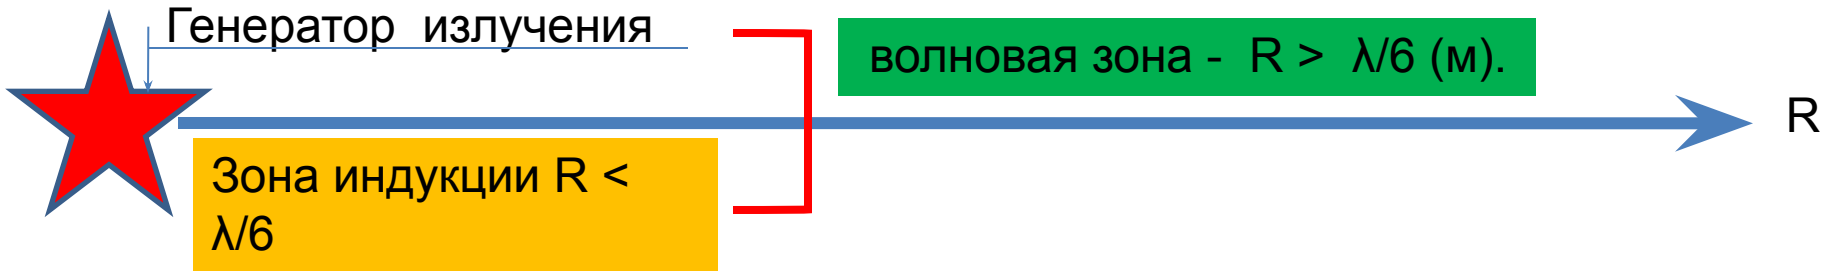 Генератор излучения
волновая зона - R > λ/6 (м).
R
Зона индукции R <
λ/6